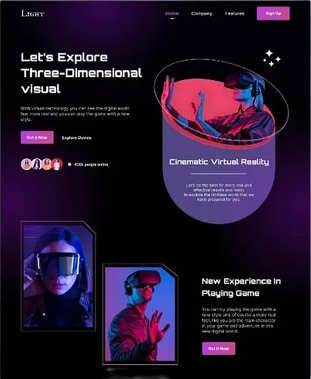 LIGHT
Home Company Features Sign Up
Let's Explore
Three-Dimensional
visual
With virtual technology you can see the digital world
feel more real and you can play the game with a new
style.
Get It Now Explore Device
400k people online
Cinematic Virtual Reality
Let's be the best for more real and
effective results and ready
to explore the limitless world that we
have prepared for you.
New Experience In
Playing Game
You can try playing the game with a
new style and of course a more real
feel, like you are the main character
in your game and adventure in this
new digital world.
Get It Now